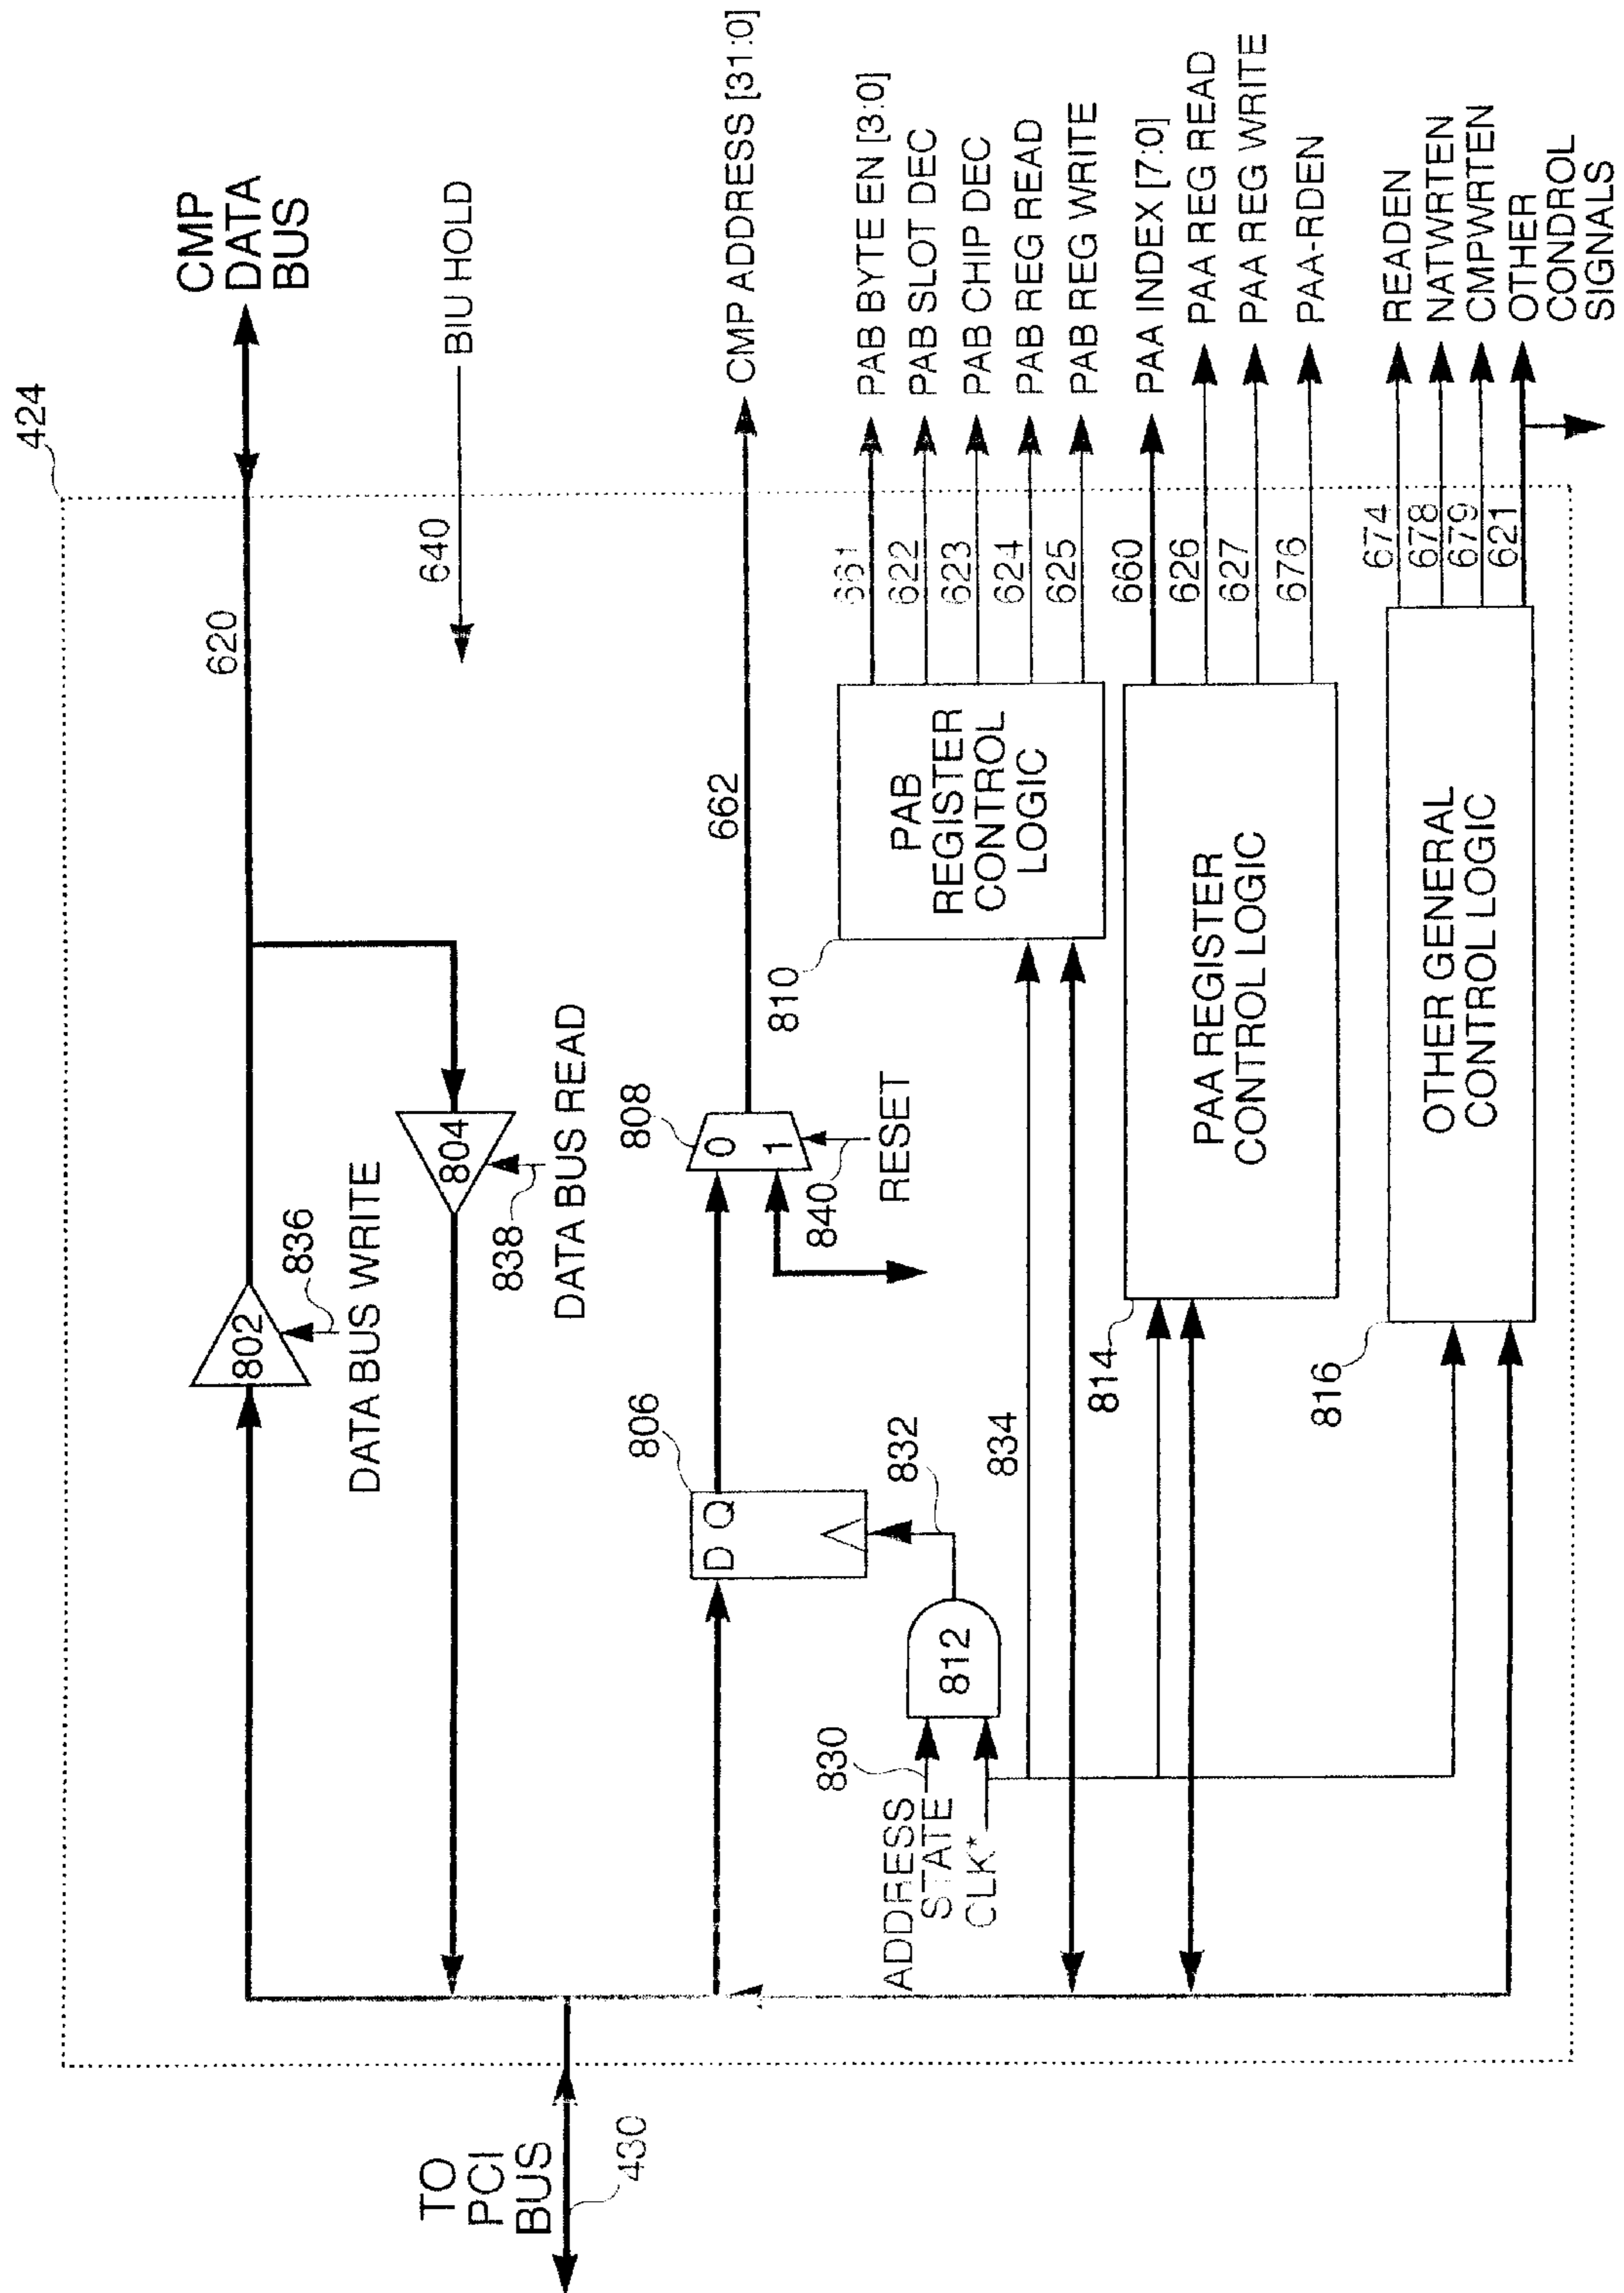 424
CMP
DATA
BUS
620
BIU HOLD
640
802
836
DATA BUS WRITE
804
838
DATA BUS READ
TO
PCI
BUS
430
CMP ADDRESS [31:0]
662
806
D Q
808
0
1
840
RESET
832
812
830
ADDRESS
STATE
CLK*
834
810
PAB
REGISTER
CONTROL
LOGIC
661
PAB BYTE EN [3:0]
622
PAB SLOT DEC
623
PAB CHIP DEC
624
PAB REG READ
625
PAB REG WRITE
814
PAA REGISTER
CONTROL LOGIC
660
PAA INDEX [7:0]
626
PAA REG READ
627
PAA REG WRITE
676
PAA-RDEN
816
OTHER GENERAL
CONTROL LOGIC
674
READEN
678
NATWRTEN
679
CMPWRTEN
621
OTHER
CONDROL
SIGNALS